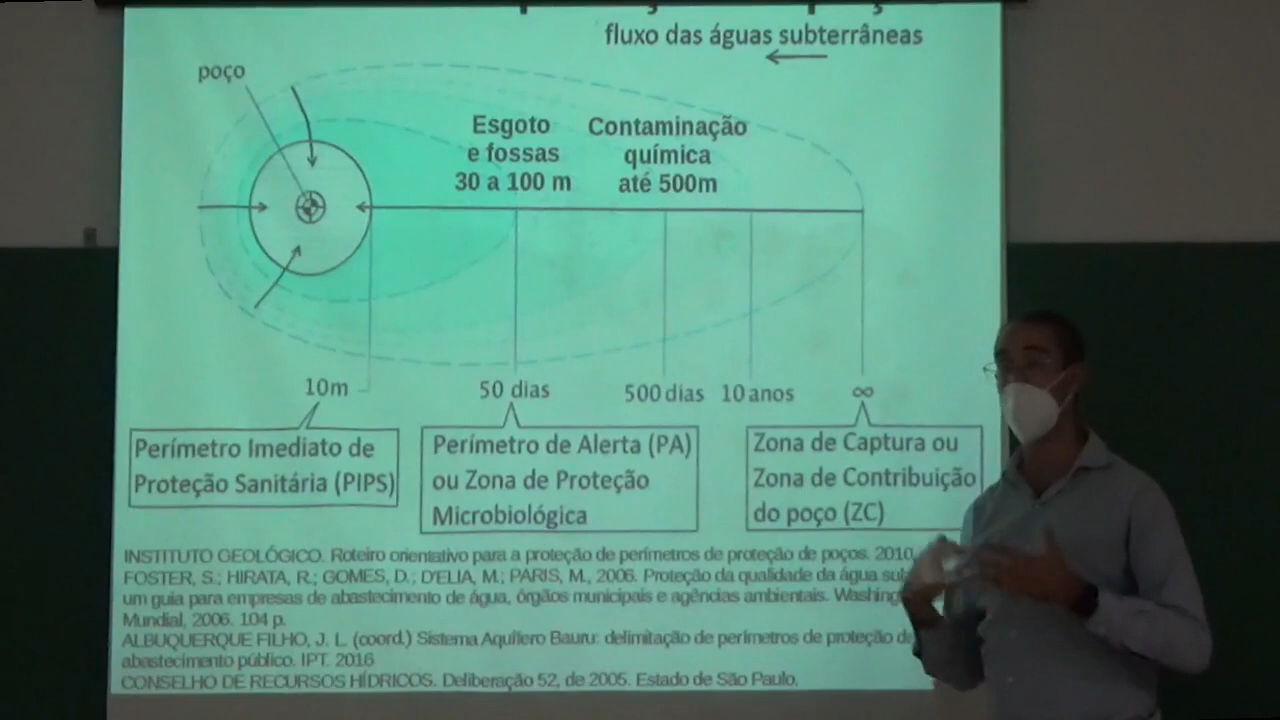 fluxo das águas subterrâneas
poço
Esgoto
e fossas
30 a 100 m
Contaminação
química
até 500m
10m
50 dias
500 dias
10 anos
∞
Perímetro Imediato de
Proteção Sanitária (PIPS)
Perímetro de Alerta (PA)
ou Zona de Proteção
Microbiológica
Zona de Captura ou
Zona de Contribuição
do poço (ZC)
INSTITUTO GEOLÓGICO. Roteiro orientativo para a proteção de perímetros de proteção de poços. 2010.
FOSTER, S.; HIRATA, R.; GOMES, D.; D'ELIA, M.; PARIS, M., 2006. Proteção da qualidade da água
um guia para empresas de abastecimento de água, órgãos municipais e agências ambientais.
Mundial, 2006. 104 p.
ALBUQUERQUE FILHO, J. L. (coord.) Sistema Aquífero Bauru: delimitação de perímetros de proteção
abastecimento público. IPT. 2016
CONSELHO DE RECURSOS HÍDRICOS. Deliberação 52, de 2005. Estado de São Paulo.